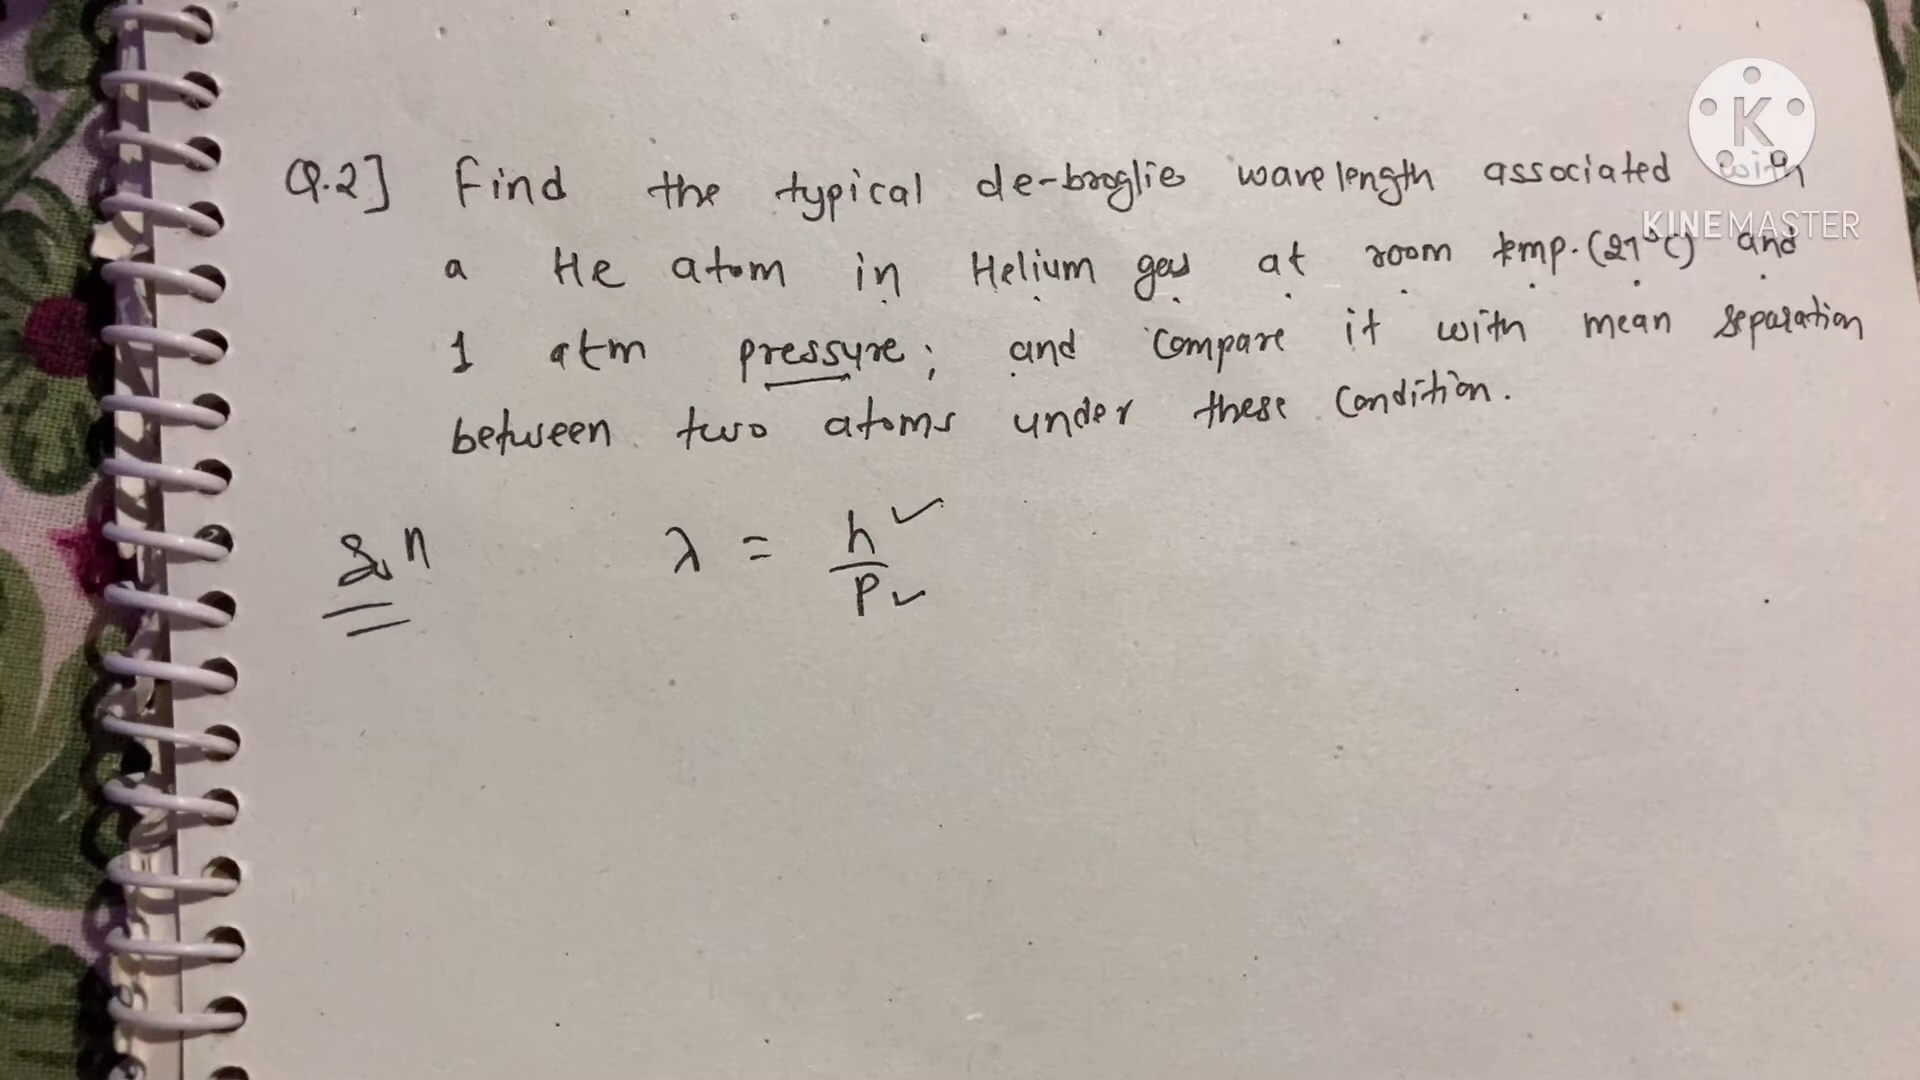 Q.2] Find the typical de-broglie wavelength associated with
a He atom in Helium gas at room temp. (27°C) and
1 atm pressure; and compare it with mean separation
between two atoms under these condition.
Solⁿ λ = h/P
K
KINEMASTER